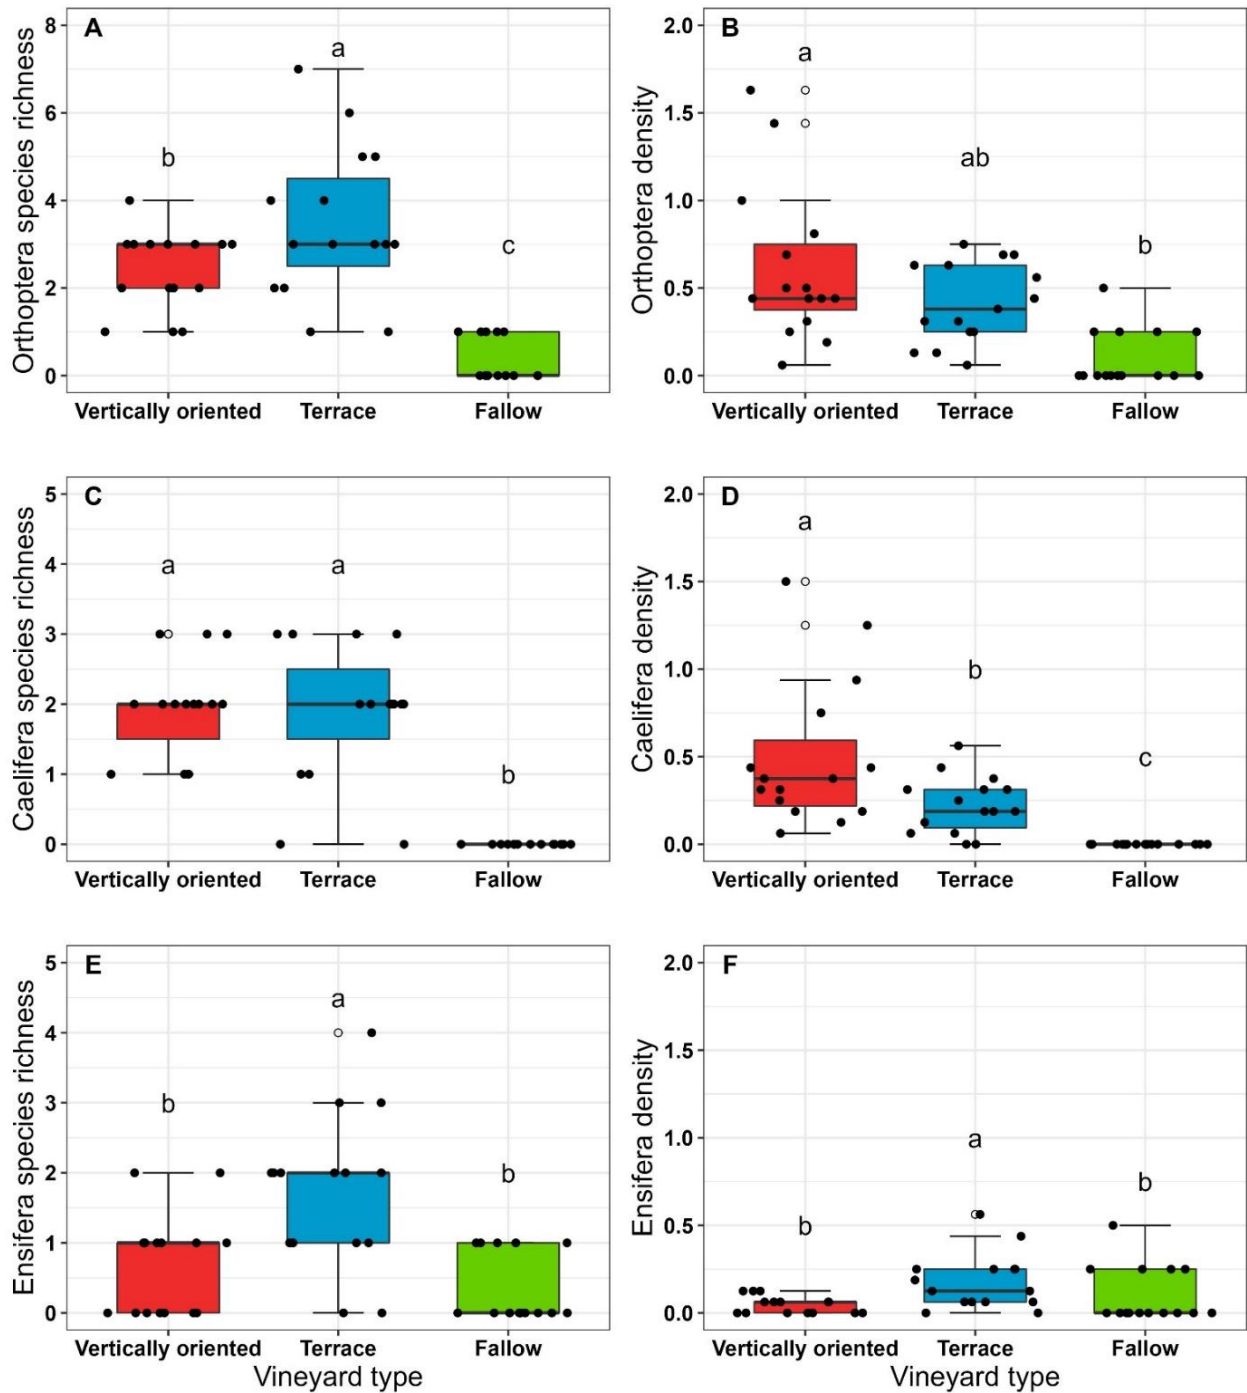 A
Orthoptera species richness
8
6
4
2
0
b
a
c
Vertically oriented Terrace Fallow
B
Orthoptera density
2.0
1.5
1.0
0.5
0.0
a
ab
b
Vertically oriented Terrace Fallow
C
Caelifera species richness
5
4
3
2
1
0
a
a
b
Vertically oriented Terrace Fallow
D
Caelifera density
2.0
1.5
1.0
0.5
0.0
a
b
c
Vertically oriented Terrace Fallow
E
Ensifera species richness
5
4
3
2
1
0
b
a
b
Vertically oriented Terrace Fallow
Vineyard type
F
Ensifera density
2.0
1.5
1.0
0.5
0.0
b
a
b
Vertically oriented Terrace Fallow
Vineyard type